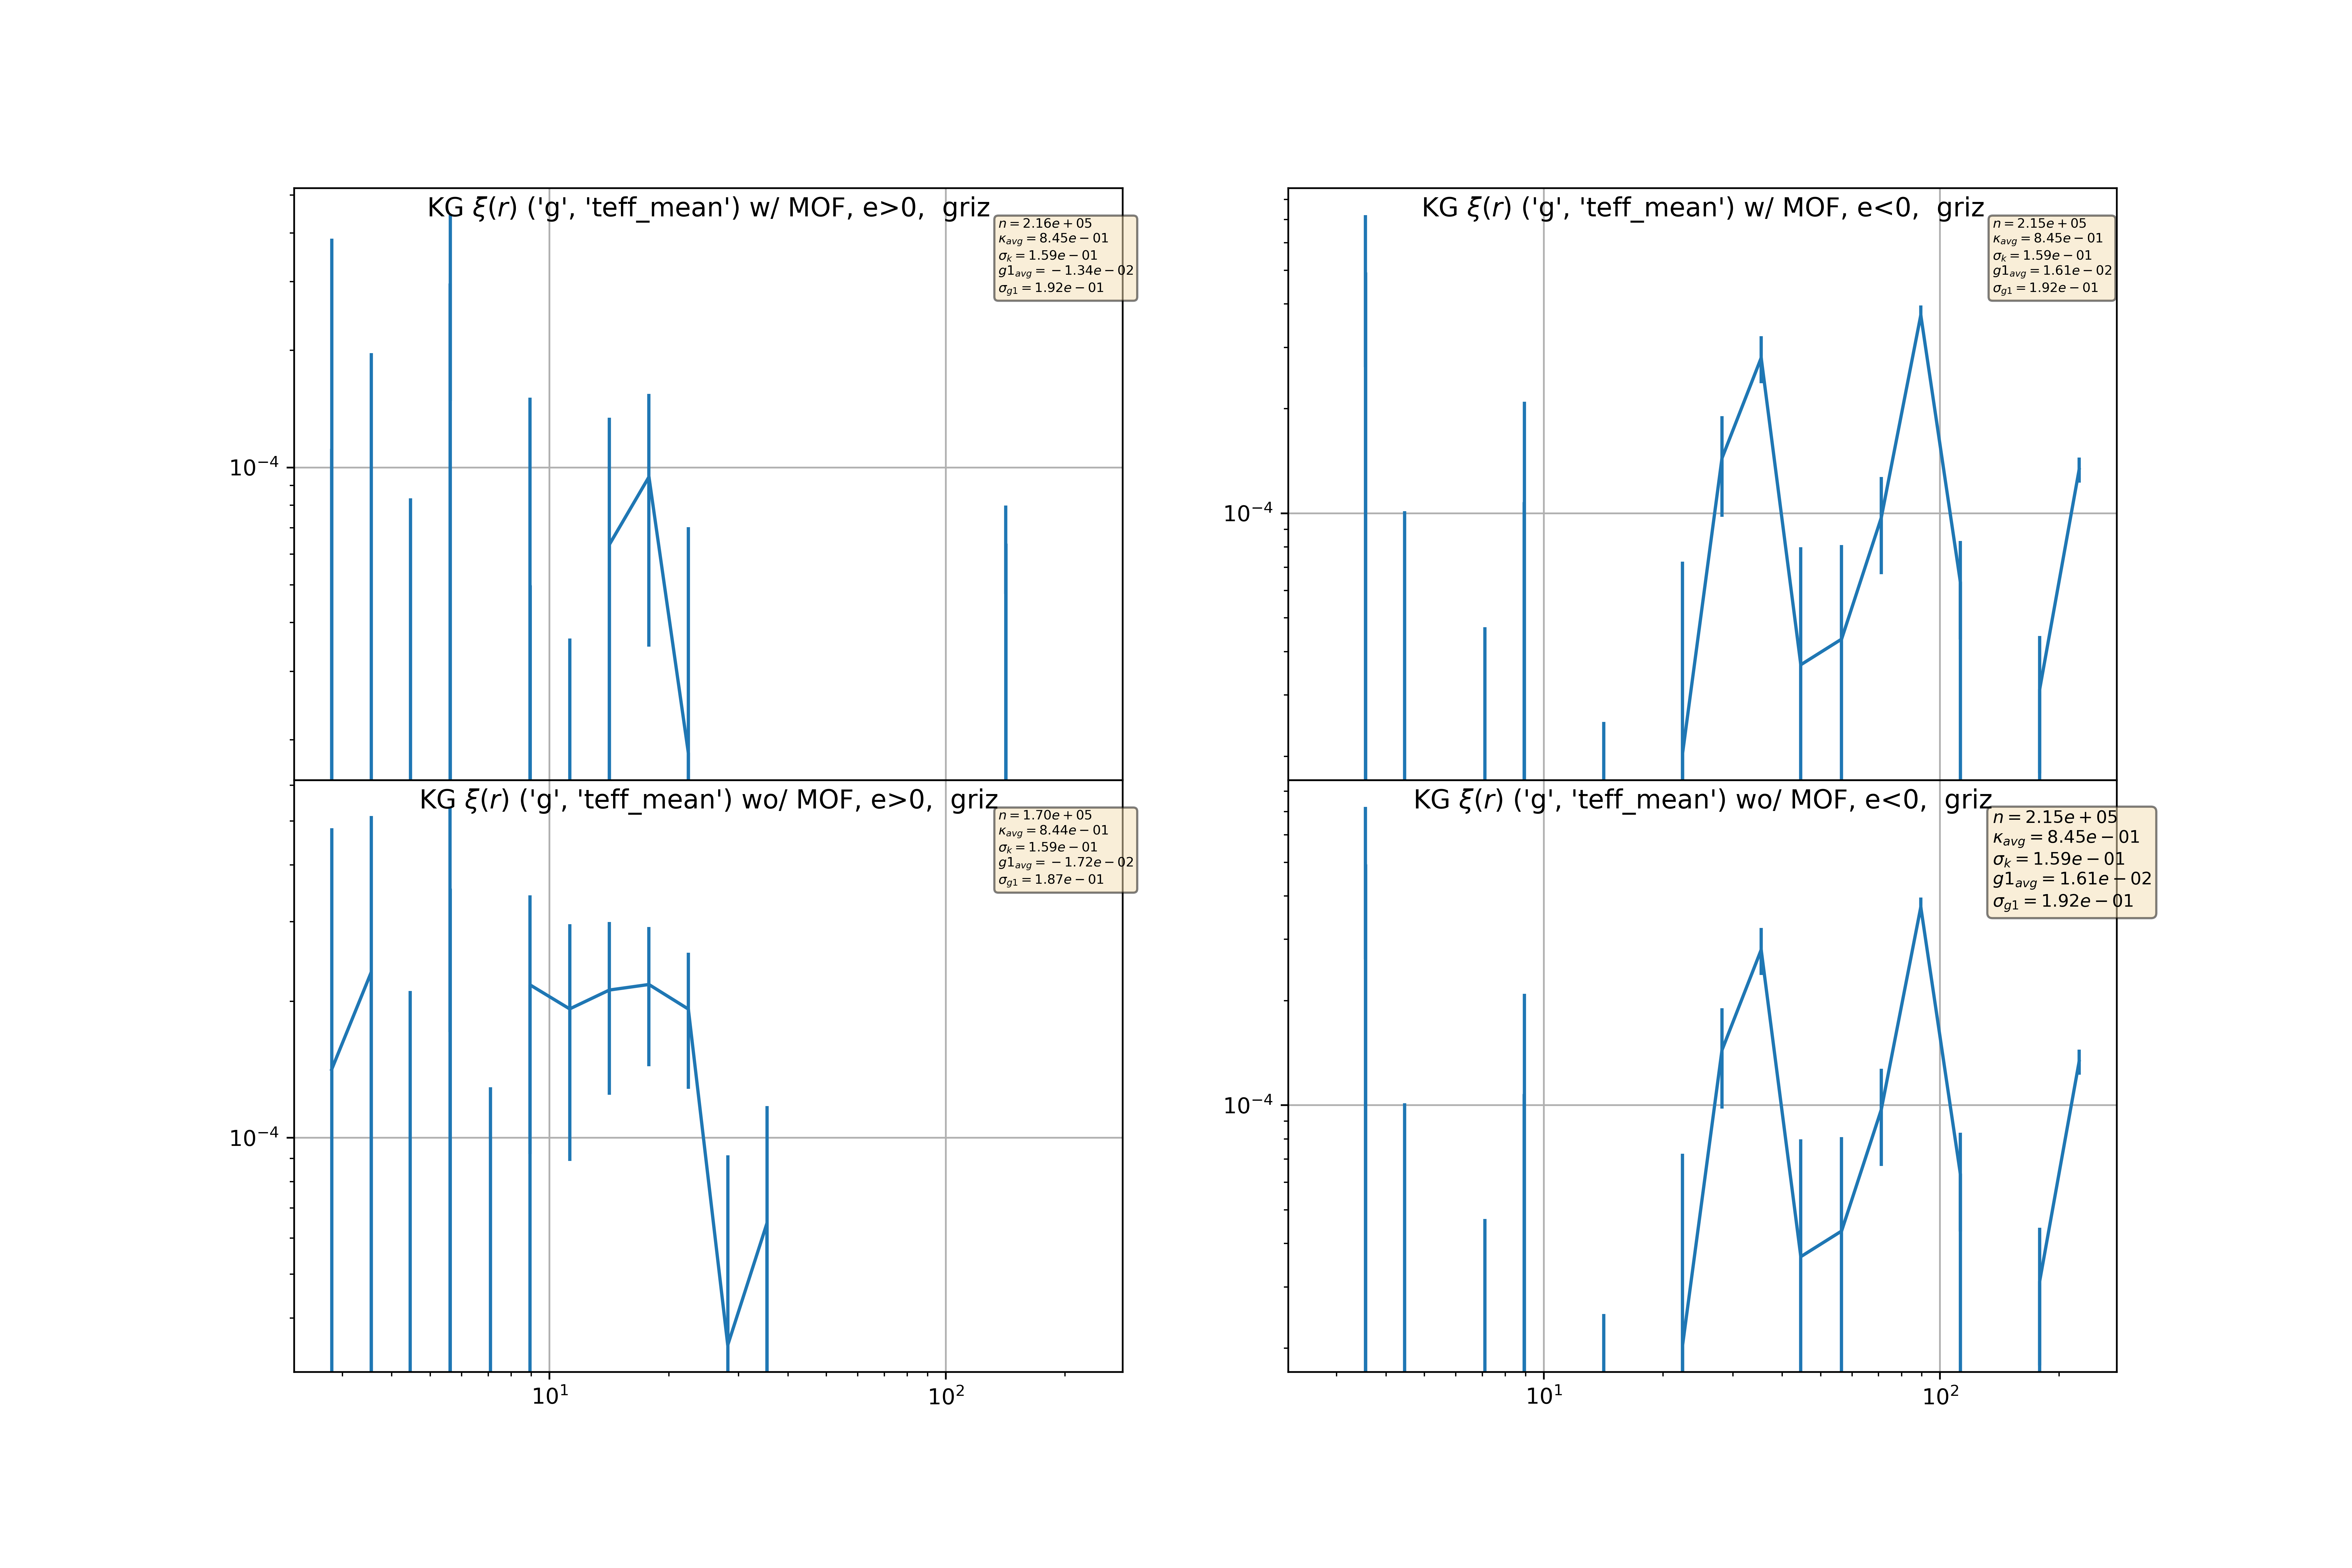 KG ξ(r) ('g', 'teff_mean') w/ MOF, e>0,  griz
n = 2.16e + 05
κavg = 8.45e − 01
σk = 1.59e − 01
g1avg = − 1.34e − 02
σg1 = 1.92e − 01
10−4
KG ξ(r) ('g', 'teff_mean') w/ MOF, e<0,  griz
n = 2.15e + 05
κavg = 8.45e − 01
σk = 1.59e − 01
g1avg = 1.61e − 02
σg1 = 1.92e − 01
10−4
KG ξ(r) ('g', 'teff_mean') wo/ MOF, e>0,  griz
n = 1.70e + 05
κavg = 8.44e − 01
σk = 1.59e − 01
g1avg = − 1.72e − 02
σg1 = 1.87e − 01
10−4
101
102
KG ξ(r) ('g', 'teff_mean') wo/ MOF, e<0,  griz
n = 2.15e + 05
κavg = 8.45e − 01
σk = 1.59e − 01
g1avg = 1.61e − 02
σg1 = 1.92e − 01
10−4
101
102